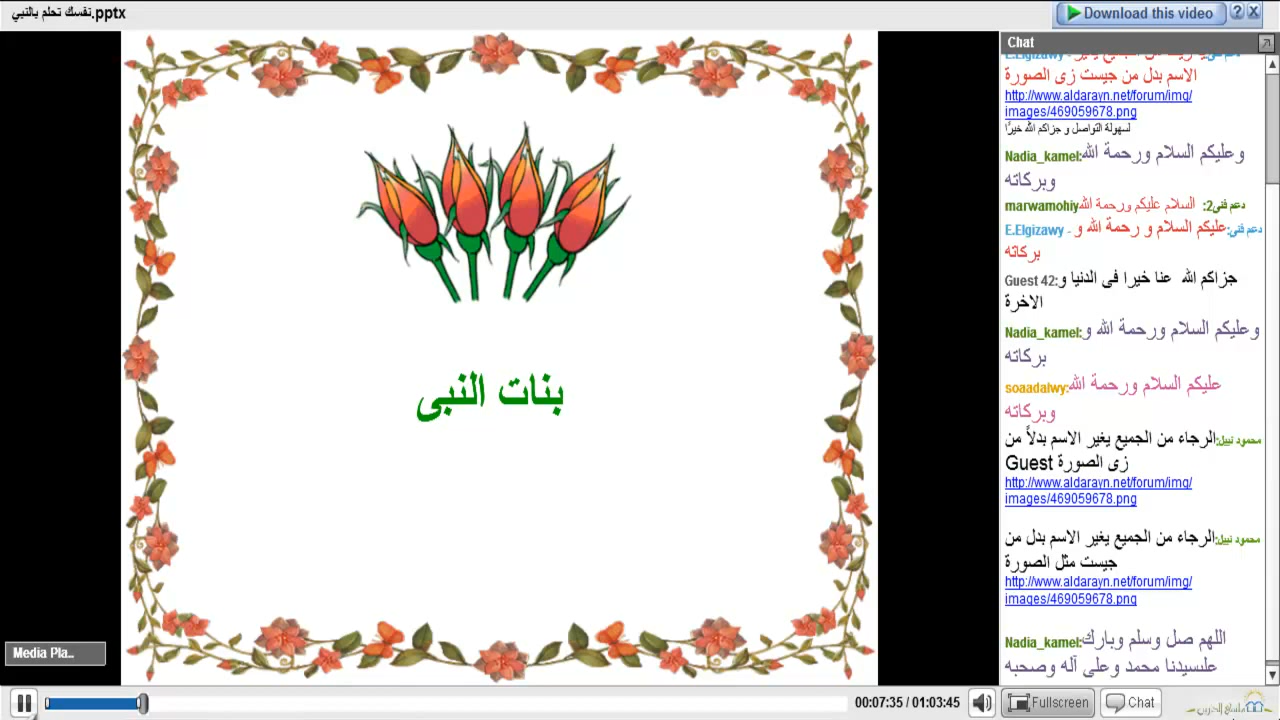 نفسك تحلم بالنبي.pptx
Download this video
?
X
بنات النبى
Chat
الاسم بدل من جيست زى الصورة
http://www.aldarayn.net/forum/img/
images/469059678.png
لسهولة التواصل و جزاكم الله خيرًا
Nadia_kamel:وعليكم السلام ورحمة الله
وبركاته
marwamohiyدعم فنى2: السلام عليكم ورحمة الله
E.Elgizawy - دعم فنى:عليكم السلام و رحمة الله و
بركاته
Guest 42:جزاكم الله عنا خيرا فى الدنيا و
الاخرة
Nadia_kamel:وعليكم السلام ورحمة الله و
بركاته
soaadalwy:عليكم السلام ورحمة الله
وبركاته
محمود نبيل:الرجاء من الجميع يغير الاسم بدلاً من
Guest زى الصورة
http://www.aldarayn.net/forum/img/
images/469059678.png
محمود نبيل:الرجاء من الجميع يغير الاسم بدل من
جيست مثل الصورة
http://www.aldarayn.net/forum/img/
images/469059678.png
Nadia_kamel:اللهم صل وسلم وبارك
علىسيدنا محمد وعلى آله وصحبه
Media Pla...
00:07:35 / 01:03:45
Fullscreen
Chat